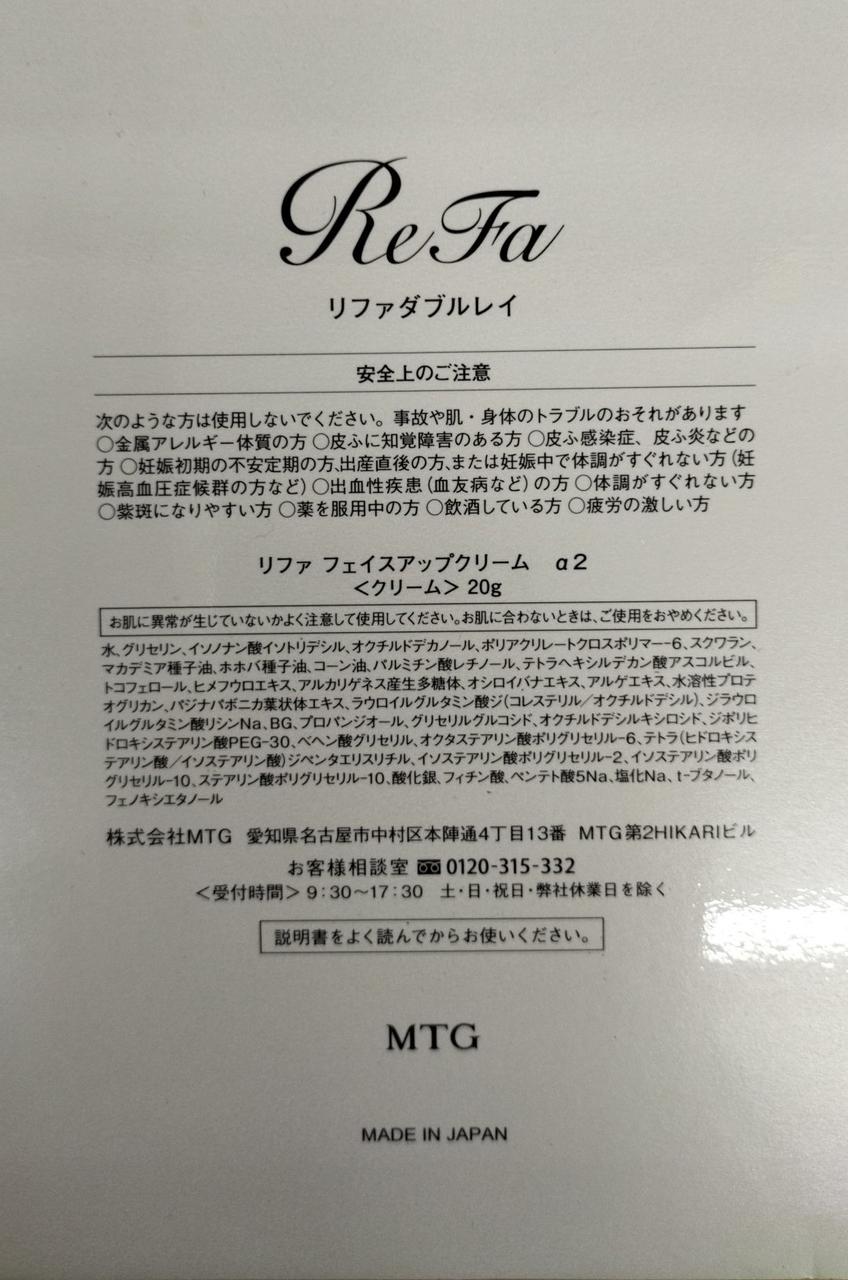 ReFa
リファダブルレイ
安全上のご注意
次のような方は使用しないでください。事故や肌・身体のトラブルのおそれがあります
○金属アレルギー体質の方 ○皮ふに知覚障害のある方 ○皮ふ感染症、皮ふ炎などの
方 ○妊娠初期の不安定期の方、出産直後の方、または妊娠中で体調がすぐれない方(妊
娠高血圧症候群の方など) ○出血性疾患(血友病など)の方 ○体調がすぐれない方
○紫斑になりやすい方 ○薬を服用中の方 ○飲酒している方 ○疲労の激しい方
リファ フェイスアップクリーム α2
<クリーム> 20g
お肌に異常が生じていないかよく注意して使用してください。お肌に合わないときは、ご使用をおやめください。
水、グリセリン、イソノナン酸イソトリデシル、オクチルドデカノール、ポリアクリレートクロスポリマー-6、スクワラン、
マカデミア種子油、ホホバ種子油、コーン油、パルミチン酸レチノール、テトラヘキシルデカン酸アスコルビル、
トコフェロール、ヒメフウロエキス、アルカリゲネス産生多糖体、オシロイバナエキス、アルゲエキス、水溶性プロテ
オグリカン、パジナパボニカ葉状体エキス、ラウロイルグルタミン酸ジ(コレステリル/オクチルドデシル)、ジラウロ
イルグルタミン酸リシンNa、BG、プロパンジオール、グリセリルグルコシド、オクチルドデシルキシロシド、ジポリヒ
ドロキシステアリン酸PEG-30、ベヘン酸グリセリル、オクタステアリン酸ポリグリセリル-6、テトラ(ヒドロキシス
テアリン酸/イソステアリン酸)ジペンタエリスリチル、イソステアリン酸ポリグリセリル-2、イソステアリン酸ポリ
グリセリル-10、ステアリン酸ポリグリセリル-10、酸化銀、フィチン酸、ペンテト酸5Na、塩化Na、t-ブタノール、
フェノキシエタノール
株式会社MTG 愛知県名古屋市中村区本陣通4丁目13番 MTG第2HIKARIビル
お客様相談室 0120-315-332
<受付時間> 9:30~17:30 土・日・祝日・弊社休業日を除く
説明書をよく読んでからお使いください。
MTG
MADE IN JAPAN